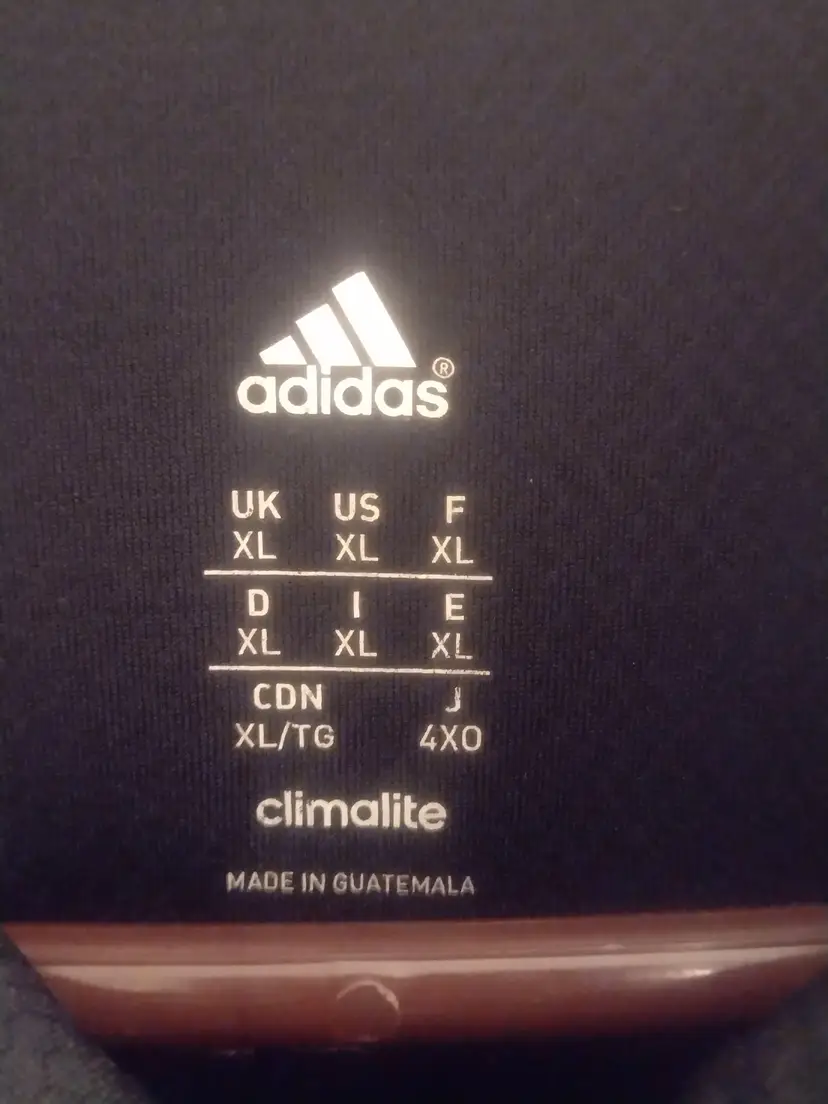 adidas®
UK US F
XL XL XL
D I E
XL XL XL
CDN J
XL/TG 4XO
climalite
MADE IN GUATEMALA